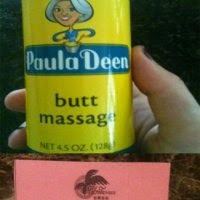 Paula Deen
butt
massage
NET 4.5 OZ. (128g)